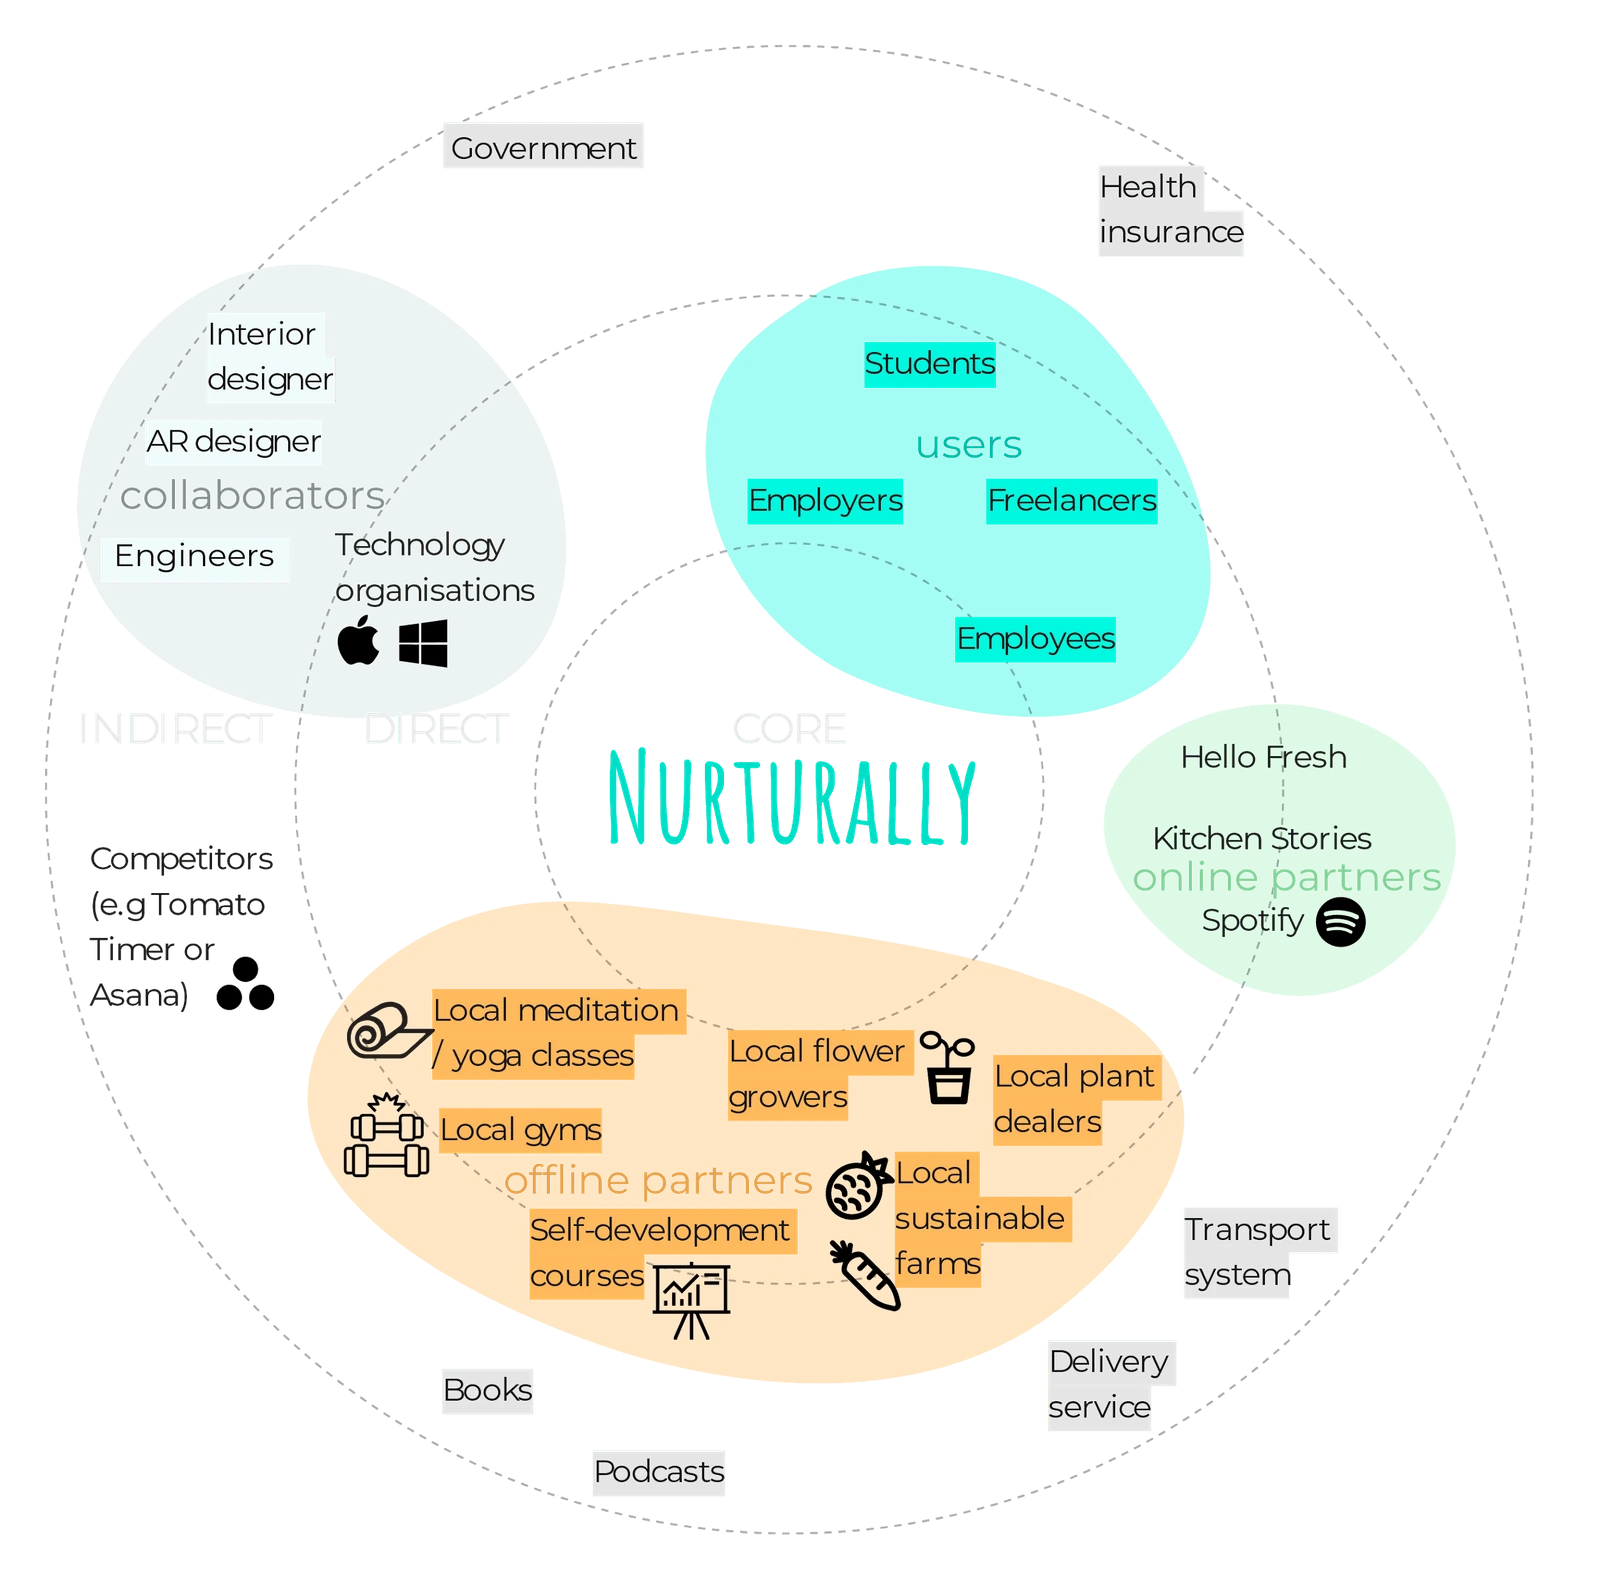 Government
Health
insurance
Interior
designer
AR designer
collaborators
Engineers
Technology
organisations
Students
users
Employers
Freelancers
Employees
INDIRECT
DIRECT
CORE
NURTURALLY
Hello Fresh
Kitchen Stories
online partners
Spotify
Competitors
(e.g Tomato
Timer or
Asana)
Local meditation
/ yoga classes
Local flower
growers
Local plant
dealers
Local gyms
offline partners
Local
sustainable
farms
Self-development
courses
Transport
system
Delivery
service
Books
Podcasts